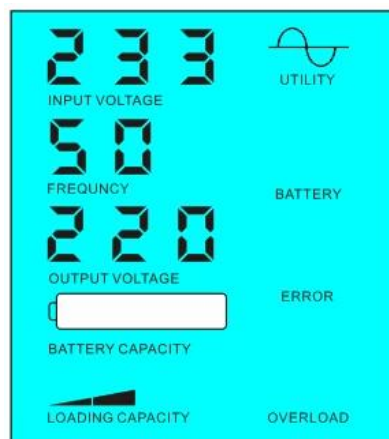 233
UTILITY
INPUT VOLTAGE
50
FREQUNCY
BATTERY
220
OUTPUT VOLTAGE
ERROR
BATTERY CAPACITY
LOADING CAPACITY
OVERLOAD